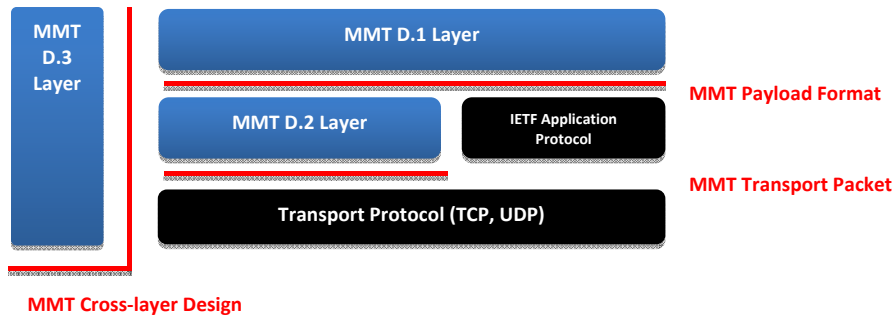 MMT
D.3
Layer
MMT D.1 Layer
MMT Payload Format
MMT D.2 Layer
IETF Application
Protocol
MMT Transport Packet
Transport Protocol (TCP, UDP)
MMT Cross-layer Design